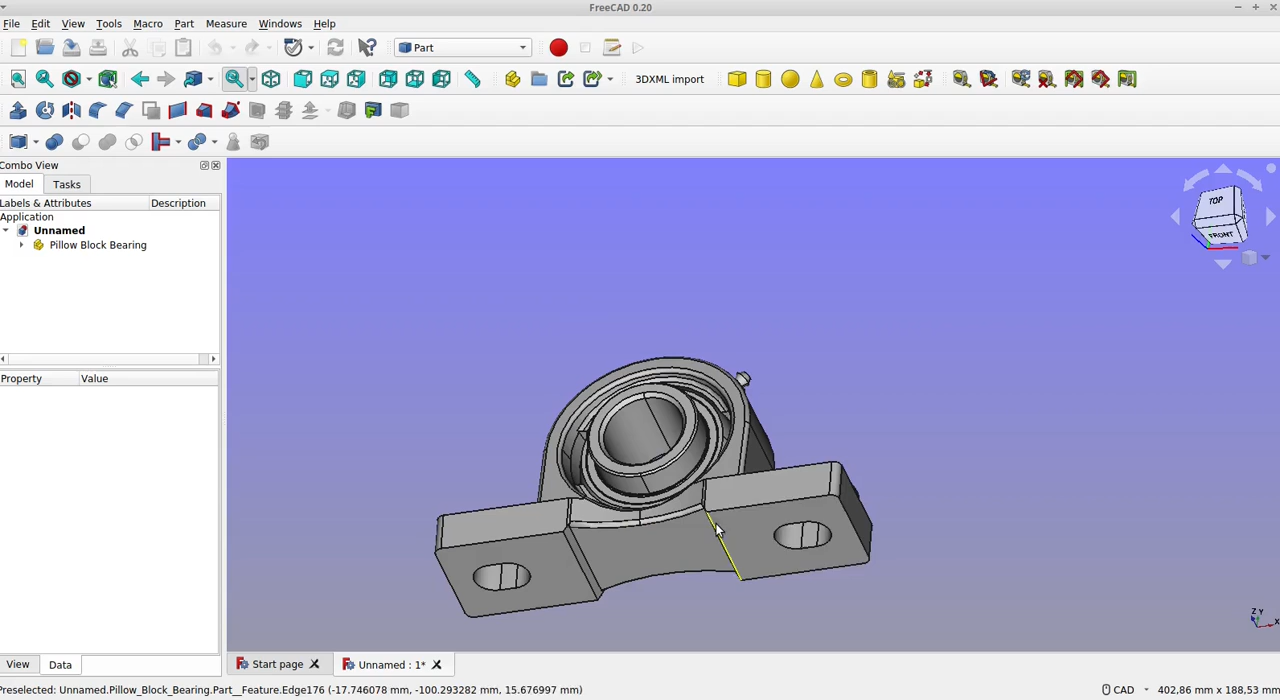 FreeCAD 0.20
File Edit View Tools Macro Part Measure Windows Help
Part
3DXML import
Combo View
Model Tasks
Labels & Attributes Description
Application
Unnamed
Pillow Block Bearing
TOP
FRONT
Property Value
Z Y
X
View Data
Start page Unnamed : 1*
Preselected: Unnamed.Pillow_Block_Bearing.Part__Feature.Edge176 (-17.746078 mm, -100.293282 mm, 15.676997 mm) CAD 402,86 mm x 188,53 mm